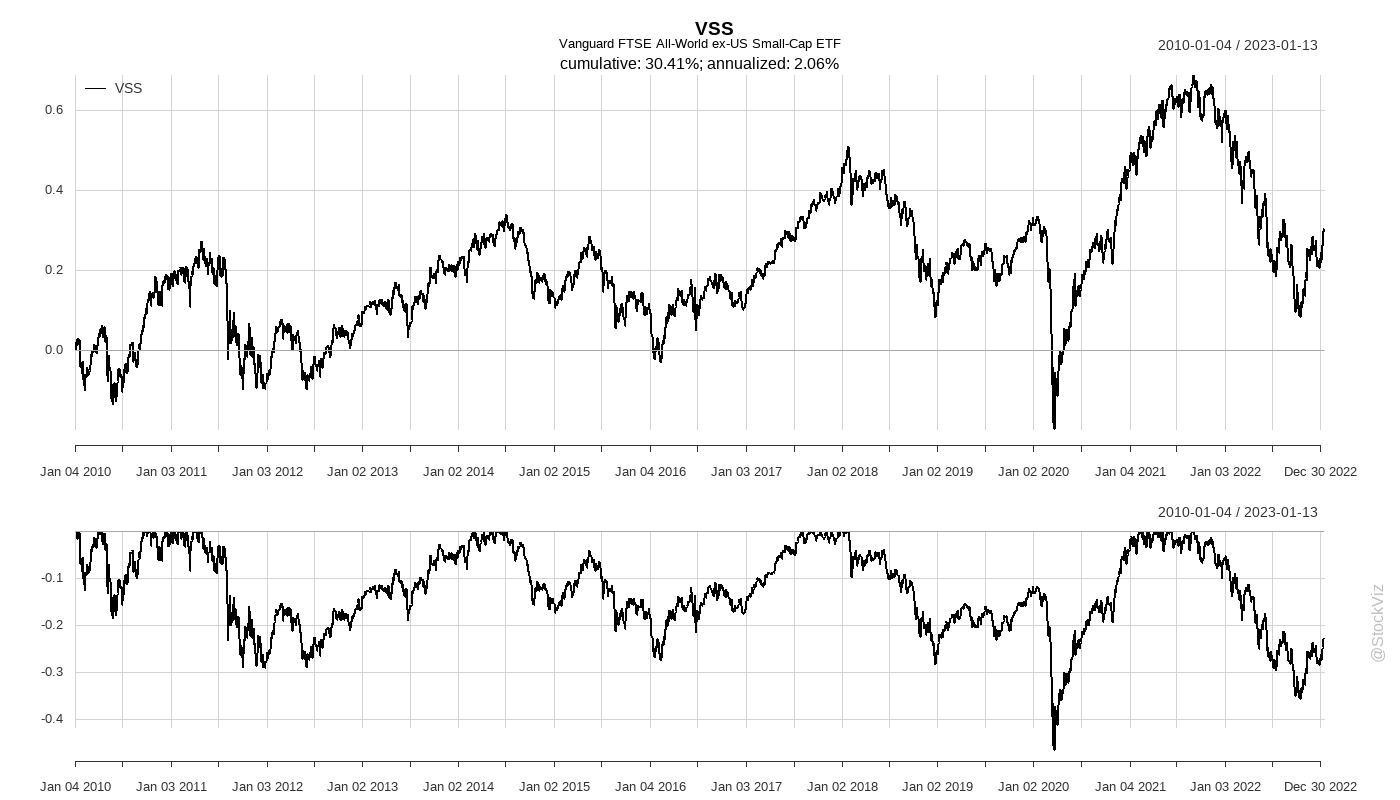 VSS
Vanguard FTSE All-World ex-US Small-Cap ETF
cumulative: 30.41%; annualized: 2.06%
2010-01-04 / 2023-01-13
VSS
0.6
0.4
0.2
0.0
Jan 04 2010 Jan 03 2011 Jan 03 2012 Jan 02 2013 Jan 02 2014 Jan 02 2015 Jan 04 2016 Jan 03 2017 Jan 02 2018 Jan 02 2019 Jan 02 2020 Jan 04 2021 Jan 03 2022 Dec 30 2022
2010-01-04 / 2023-01-13
-0.1
-0.2
-0.3
-0.4
Jan 04 2010 Jan 03 2011 Jan 03 2012 Jan 02 2013 Jan 02 2014 Jan 02 2015 Jan 04 2016 Jan 03 2017 Jan 02 2018 Jan 02 2019 Jan 02 2020 Jan 04 2021 Jan 03 2022 Dec 30 2022
@StockViz